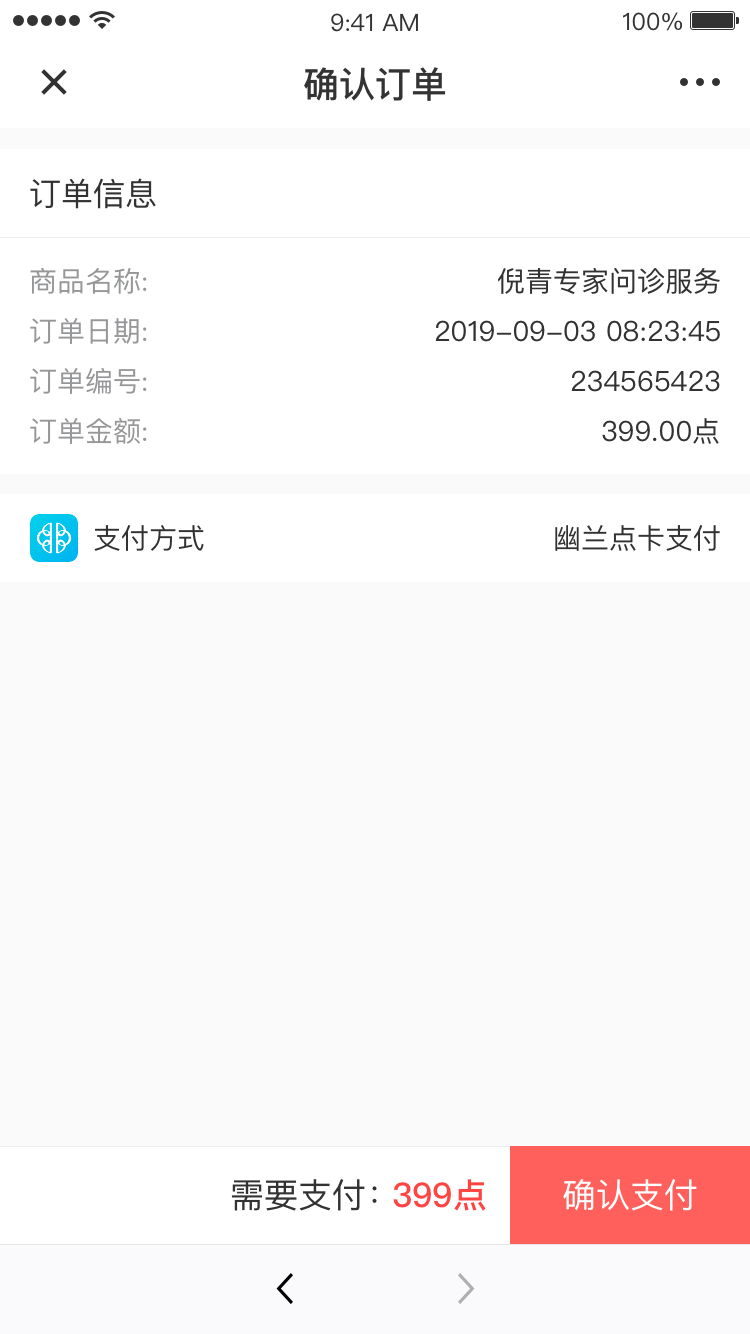 9:41 AM 100%
确认订单
订单信息
商品名称: 倪青专家问诊服务
订单日期: 2019-09-03 08:23:45
订单编号: 234565423
订单金额: 399.00点
支付方式 幽兰点卡支付
需要支付：399点 确认支付